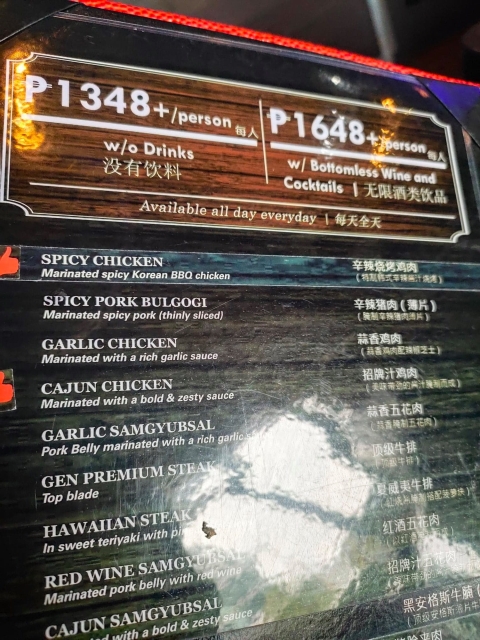 ₱1348+/person 每人
w/o Drinks
没有饮料
₱1648+/person 每人
w/ Bottomless Wine and
Cocktails | 无限酒类饮品
Available all day everyday | 每天全天
SPICY CHICKEN 辛辣烧烤鸡肉
Marinated spicy Korean BBQ chicken
SPICY PORK BULGOGI 辛辣猪肉 (薄片)
Marinated spicy pork (thinly sliced)
GARLIC CHICKEN 蒜香鸡肉
Marinated with a rich garlic sauce
CAJUN CHICKEN 招牌汁鸡肉
Marinated with a bold & zesty sauce
GARLIC SAMGYUBSAL 蒜香五花肉
Pork Belly marinated with a rich garlic
GEN PREMIUM STEAK 顶级牛排
Top blade
HAWAIIAN STEAK 夏威夷牛排
In sweet teriyaki with
RED WINE SAMGYUBSAL 红酒五花肉
Marinated pork belly with red wine
CAJUN SAMGYUBSAL 招牌汁五花肉
with a bold & zesty sauce
黑安格斯牛腩